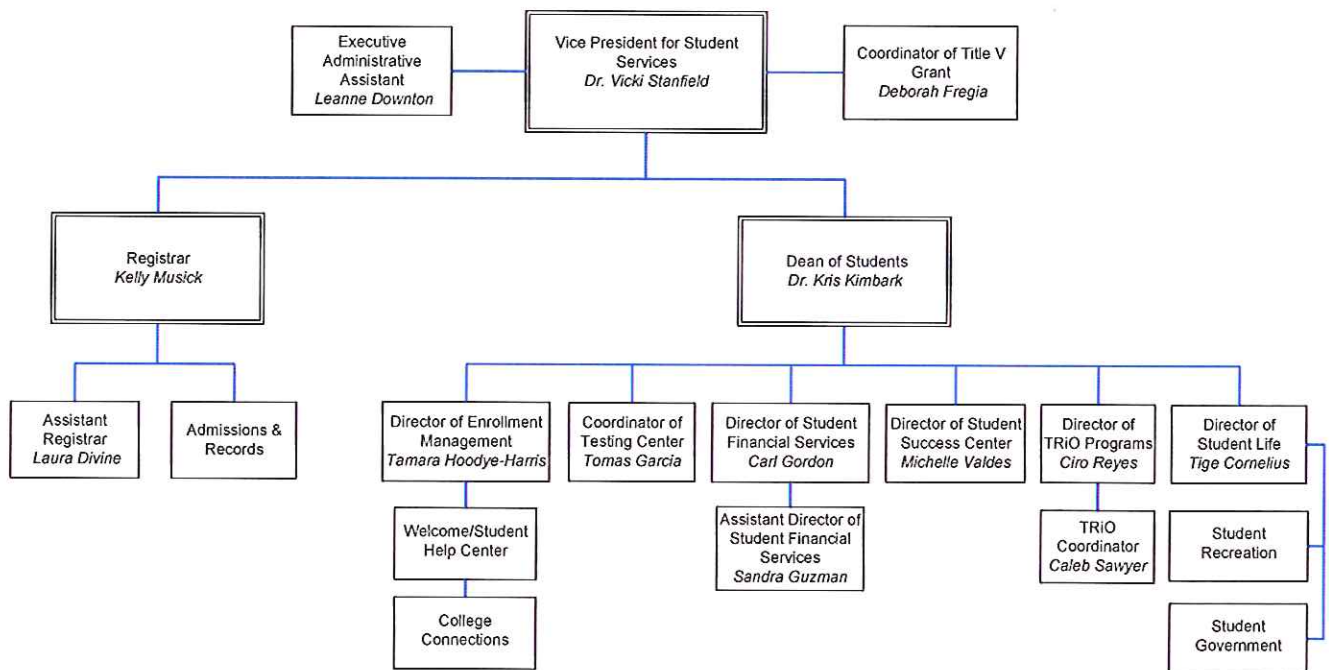 Executive
Administrative
Assistant
Leanne Downton
Vice President for Student
Services
Dr. Vicki Stanfield
Coordinator of Title V
Grant
Deborah Fregia
Registrar
Kelly Musick
Dean of Students
Dr. Kris Kimbark
Assistant
Registrar
Laura Divine
Admissions &
Records
Director of Enrollment
Management
Tamara Hoodye-Harris
Coordinator of
Testing Center
Tomas Garcia
Director of Student
Financial Services
Carl Gordon
Director of Student
Success Center
Michelle Valdes
Director of
TRiO Programs
Ciro Reyes
Director of
Student Life
Tige Cornelius
Welcome/Student
Help Center
Assistant Director of
Student Financial
Services
Sandra Guzman
TRiO
Coordinator
Caleb Sawyer
Student
Recreation
College
Connections
Student
Government